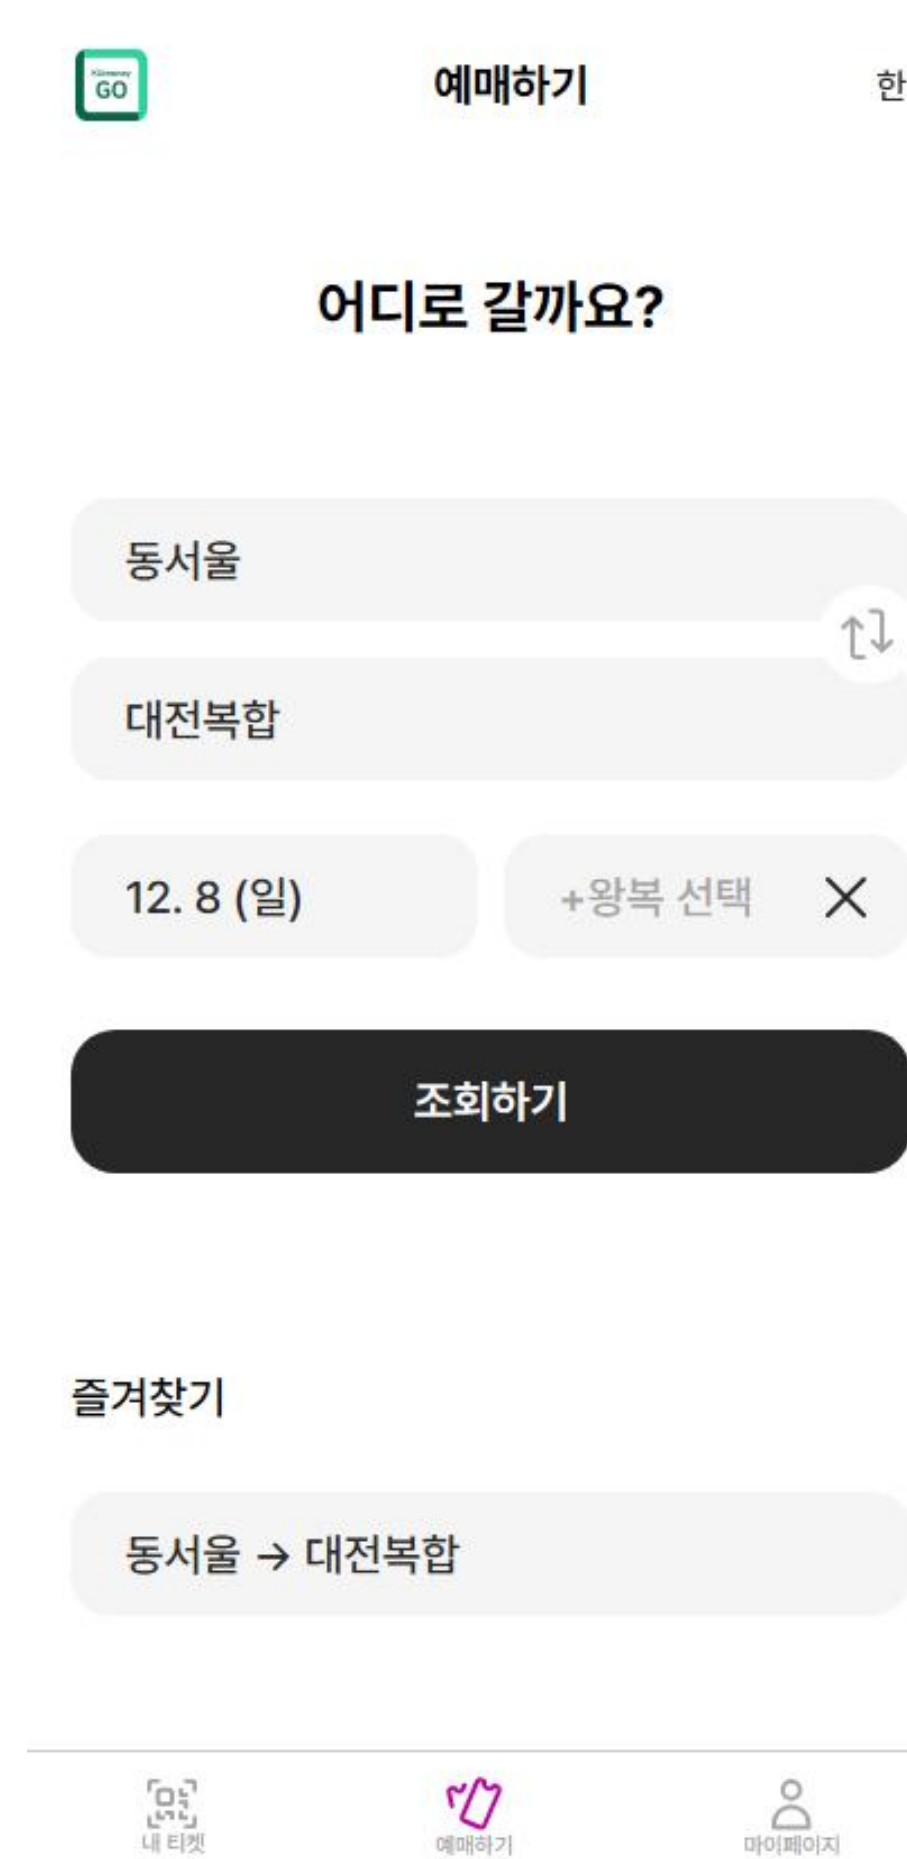 GO
예매하기
한
어디로 갈까요?
동서울
대전복합
12. 8 (일)
+왕복 선택
조회하기
즐겨찾기
동서울 → 대전복합
내 티켓
예매하기
마이페이지